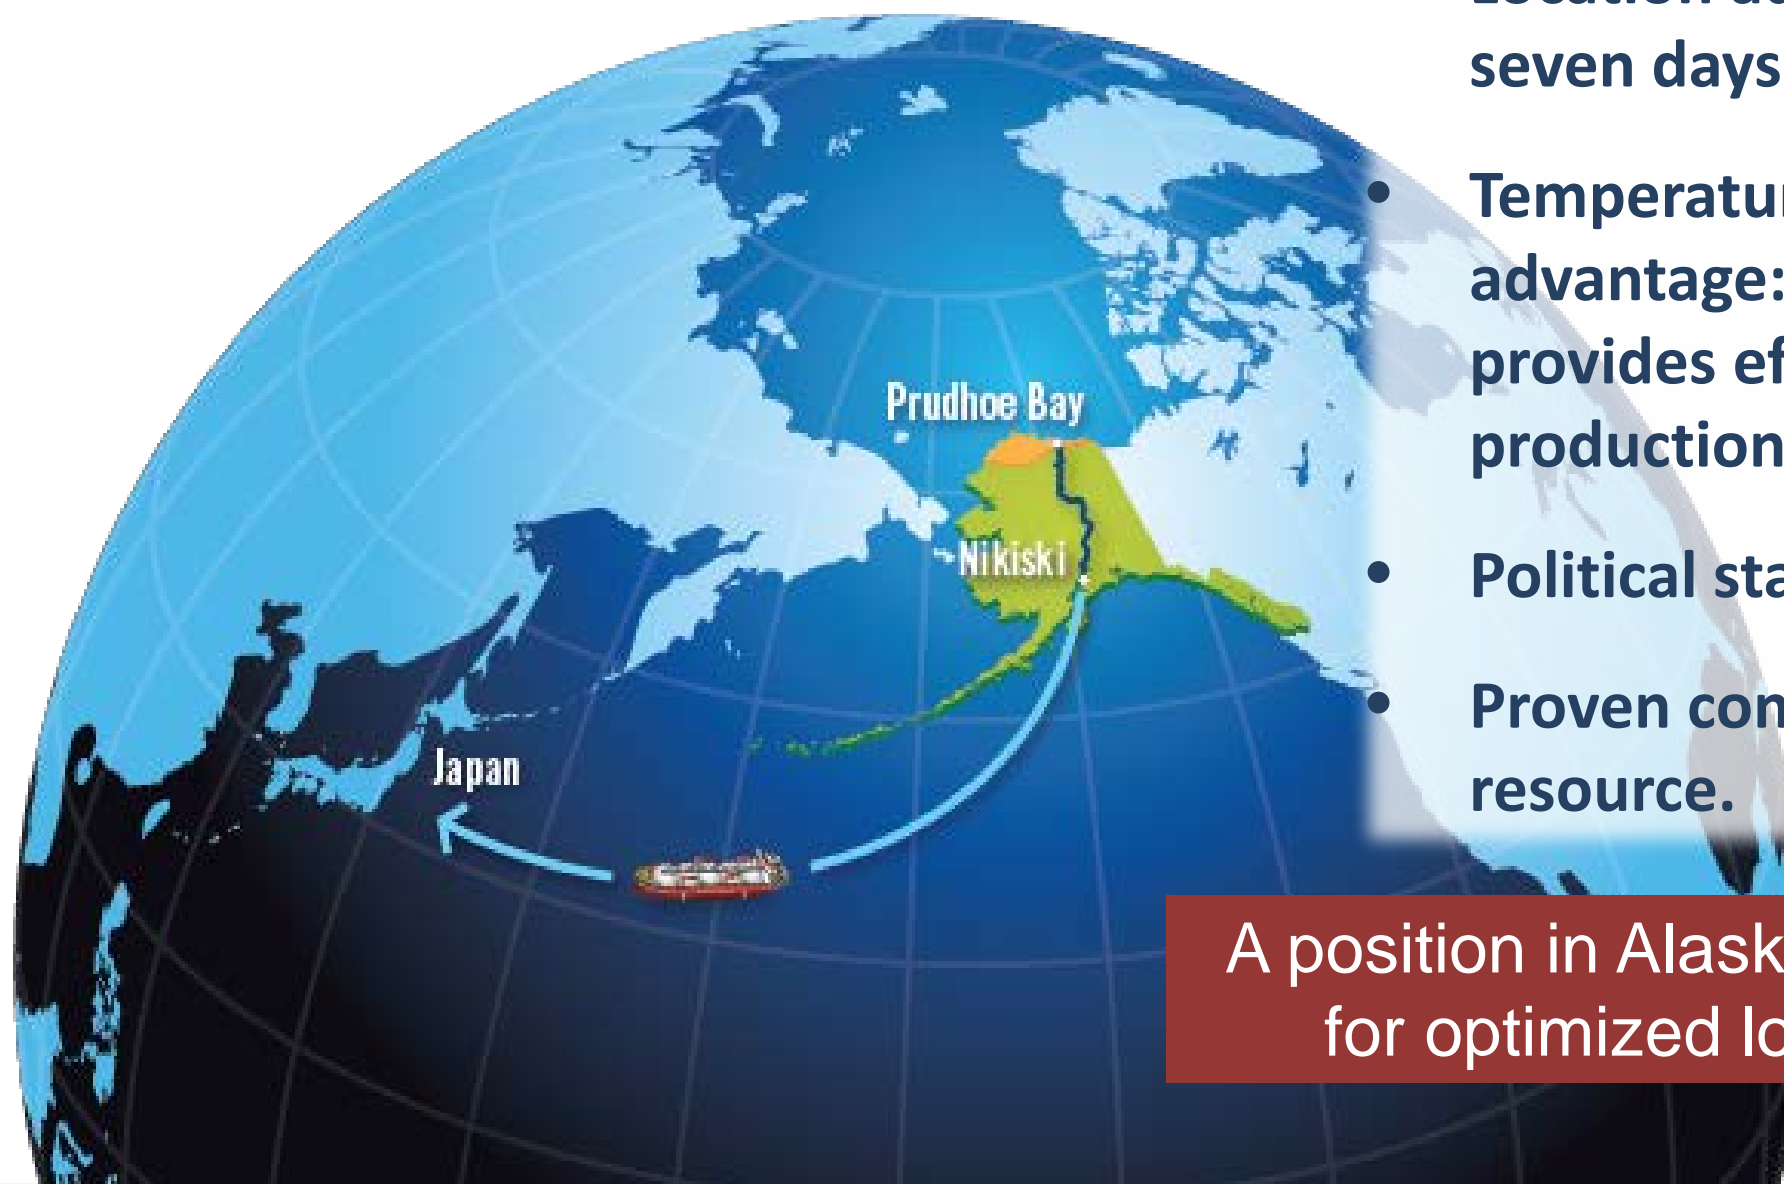 seven days
• Temperatu
advantage:
provides ef
production
• Political sta
• Proven con
resource.
Prudhoe Bay
Nikiski
Japan
A position in Alask
for optimized lo